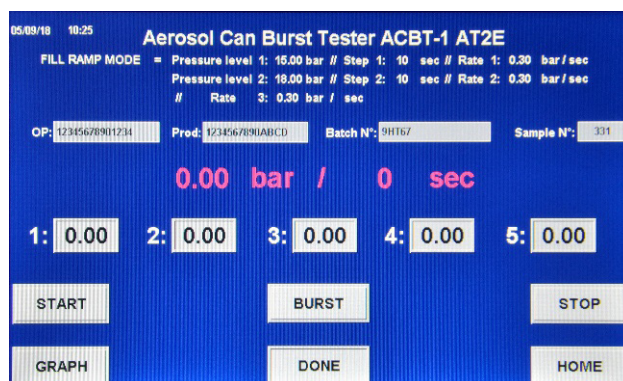 05/09/18 10:25
Aerosol Can Burst Tester ACBT-1 AT2E
FILL RAMP MODE = Pressure level 1: 15.00 bar // Step 1: 10 sec // Rate 1: 0.30 bar / sec
Pressure level 2: 18.00 bar // Step 2: 10 sec // Rate 2: 0.30 bar / sec
// Rate 3: 0.30 bar / sec
OP: 12345678901234 Prod: 1234567890ABCD Batch N°: 9HT67 Sample N°: 331
0.00 bar / 0 sec
1: 0.00 2: 0.00 3: 0.00 4: 0.00 5: 0.00
START BURST STOP
GRAPH DONE HOME